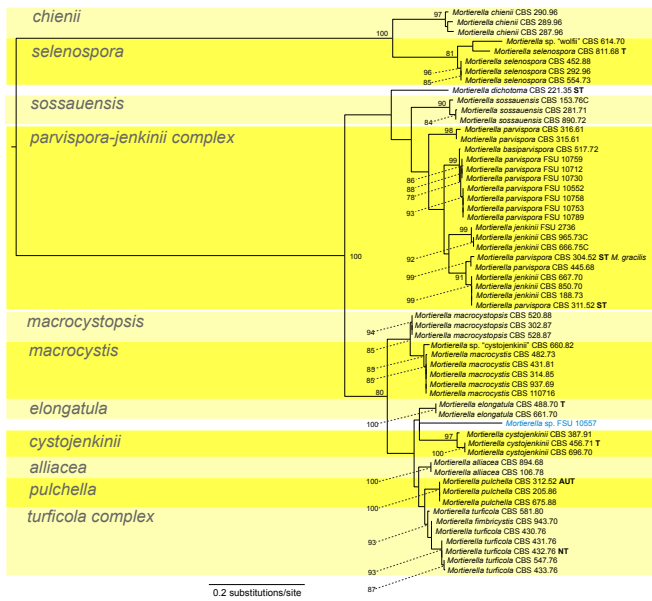 chienii
97
Mortierella chienii CBS 290.96
Mortierella chienii CBS 289.96
Mortierella chienii CBS 287.96
100
selenospora
81
Mortierella sp. "wolfii" CBS 614.70
Mortierella selenospora CBS 811.68 T
Mortierella selenospora CBS 452.88
96
Mortierella selenospora CBS 292.96
85
Mortierella selenospora CBS 554.73
Mortierella dichotoma CBS 221.35 ST
sossauensis
90
Mortierella sossauensis CBS 153.76C
Mortierella sossauensis CBS 281.71
84
Mortierella sossauensis CBS 890.72
parvispora-jenkinii complex
98
Mortierella parvispora CBS 316.61
Mortierella parvispora CBS 315.61
Mortierella basiparvispora CBS 517.72
99
Mortierella parvispora FSU 10759
Mortierella parvispora FSU 10712
86
Mortierella parvispora FSU 10730
88
Mortierella parvispora FSU 10552
78
Mortierella parvispora FSU 10758
Mortierella parvispora FSU 10753
93
Mortierella parvispora FSU 10789
Mortierella jenkinii FSU 2736
99
Mortierella jenkinii CBS 965.73C
Mortierella jenkinii CBS 666.75C
100
92
Mortierella parvispora CBS 304.52 ST M. gracilis
Mortierella parvispora CBS 445.68
99
91
Mortierella jenkinii CBS 667.70
Mortierella jenkinii CBS 850.70
Mortierella jenkinii CBS 188.73
99
Mortierella parvispora CBS 311.52 ST
macrocystopsis
Mortierella macrocystopsis CBS 520.88
Mortierella macrocystopsis CBS 302.87
94
Mortierella macrocystopsis CBS 528.87
macrocystis
85
Mortierella sp. "cystojenkinii" CBS 660.82
Mortierella macrocystis CBS 482.73
Mortierella macrocystis CBS 431.81
Mortierella macrocystis CBS 314.85
85
Mortierella macrocystis CBS 937.69
80
Mortierella macrocystis CBS 110716
elongatula
Mortierella elongatula CBS 488.70 T
Mortierella elongatula CBS 661.70
100
Mortierella sp. FSU 10557
cystojenkinii
97
Mortierella cystojenkinii CBS 387.91
Mortierella cystojenkinii CBS 456.71 T
100
Mortierella cystojenkinii CBS 696.70
alliacea
Mortierella alliacea CBS 894.68
Mortierella alliacea CBS 106.78
100
pulchella
Mortierella pulchella CBS 312.52 AUT
Mortierella pulchella CBS 205.86
Mortierella pulchella CBS 675.88
100
turficola complex
Mortierella turficola CBS 581.80
Mortierella fimbricystis CBS 943.70
Mortierella turficola CBS 430.76
93
Mortierella turficola CBS 431.76
Mortierella turficola CBS 432.76 NT
Mortierella turficola CBS 547.76
93
Mortierella turficola CBS 433.76
87
0.2 substitutions/site